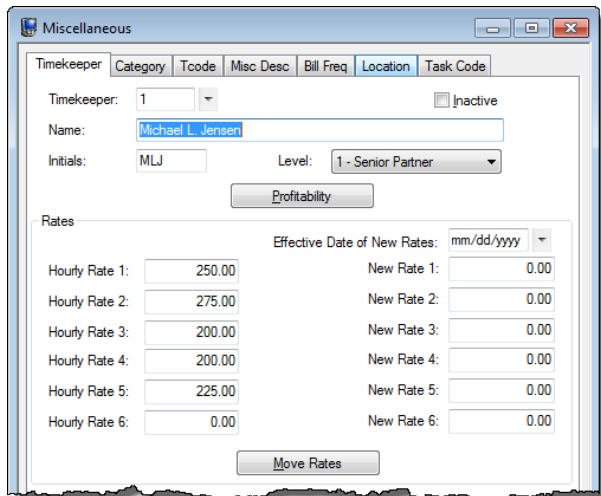 Miscellaneous
Timekeeper Category Tcode Misc Desc Bill Freq Location Task Code
Timekeeper: 1 Inactive
Name: Michael L. Jensen
Initials: MLJ Level: 1 - Senior Partner
Profitability
Rates
Effective Date of New Rates: mm/dd/yyyy
Hourly Rate 1: 250.00 New Rate 1: 0.00
Hourly Rate 2: 275.00 New Rate 2: 0.00
Hourly Rate 3: 200.00 New Rate 3: 0.00
Hourly Rate 4: 200.00 New Rate 4: 0.00
Hourly Rate 5: 225.00 New Rate 5: 0.00
Hourly Rate 6: 0.00 New Rate 6: 0.00
Move Rates